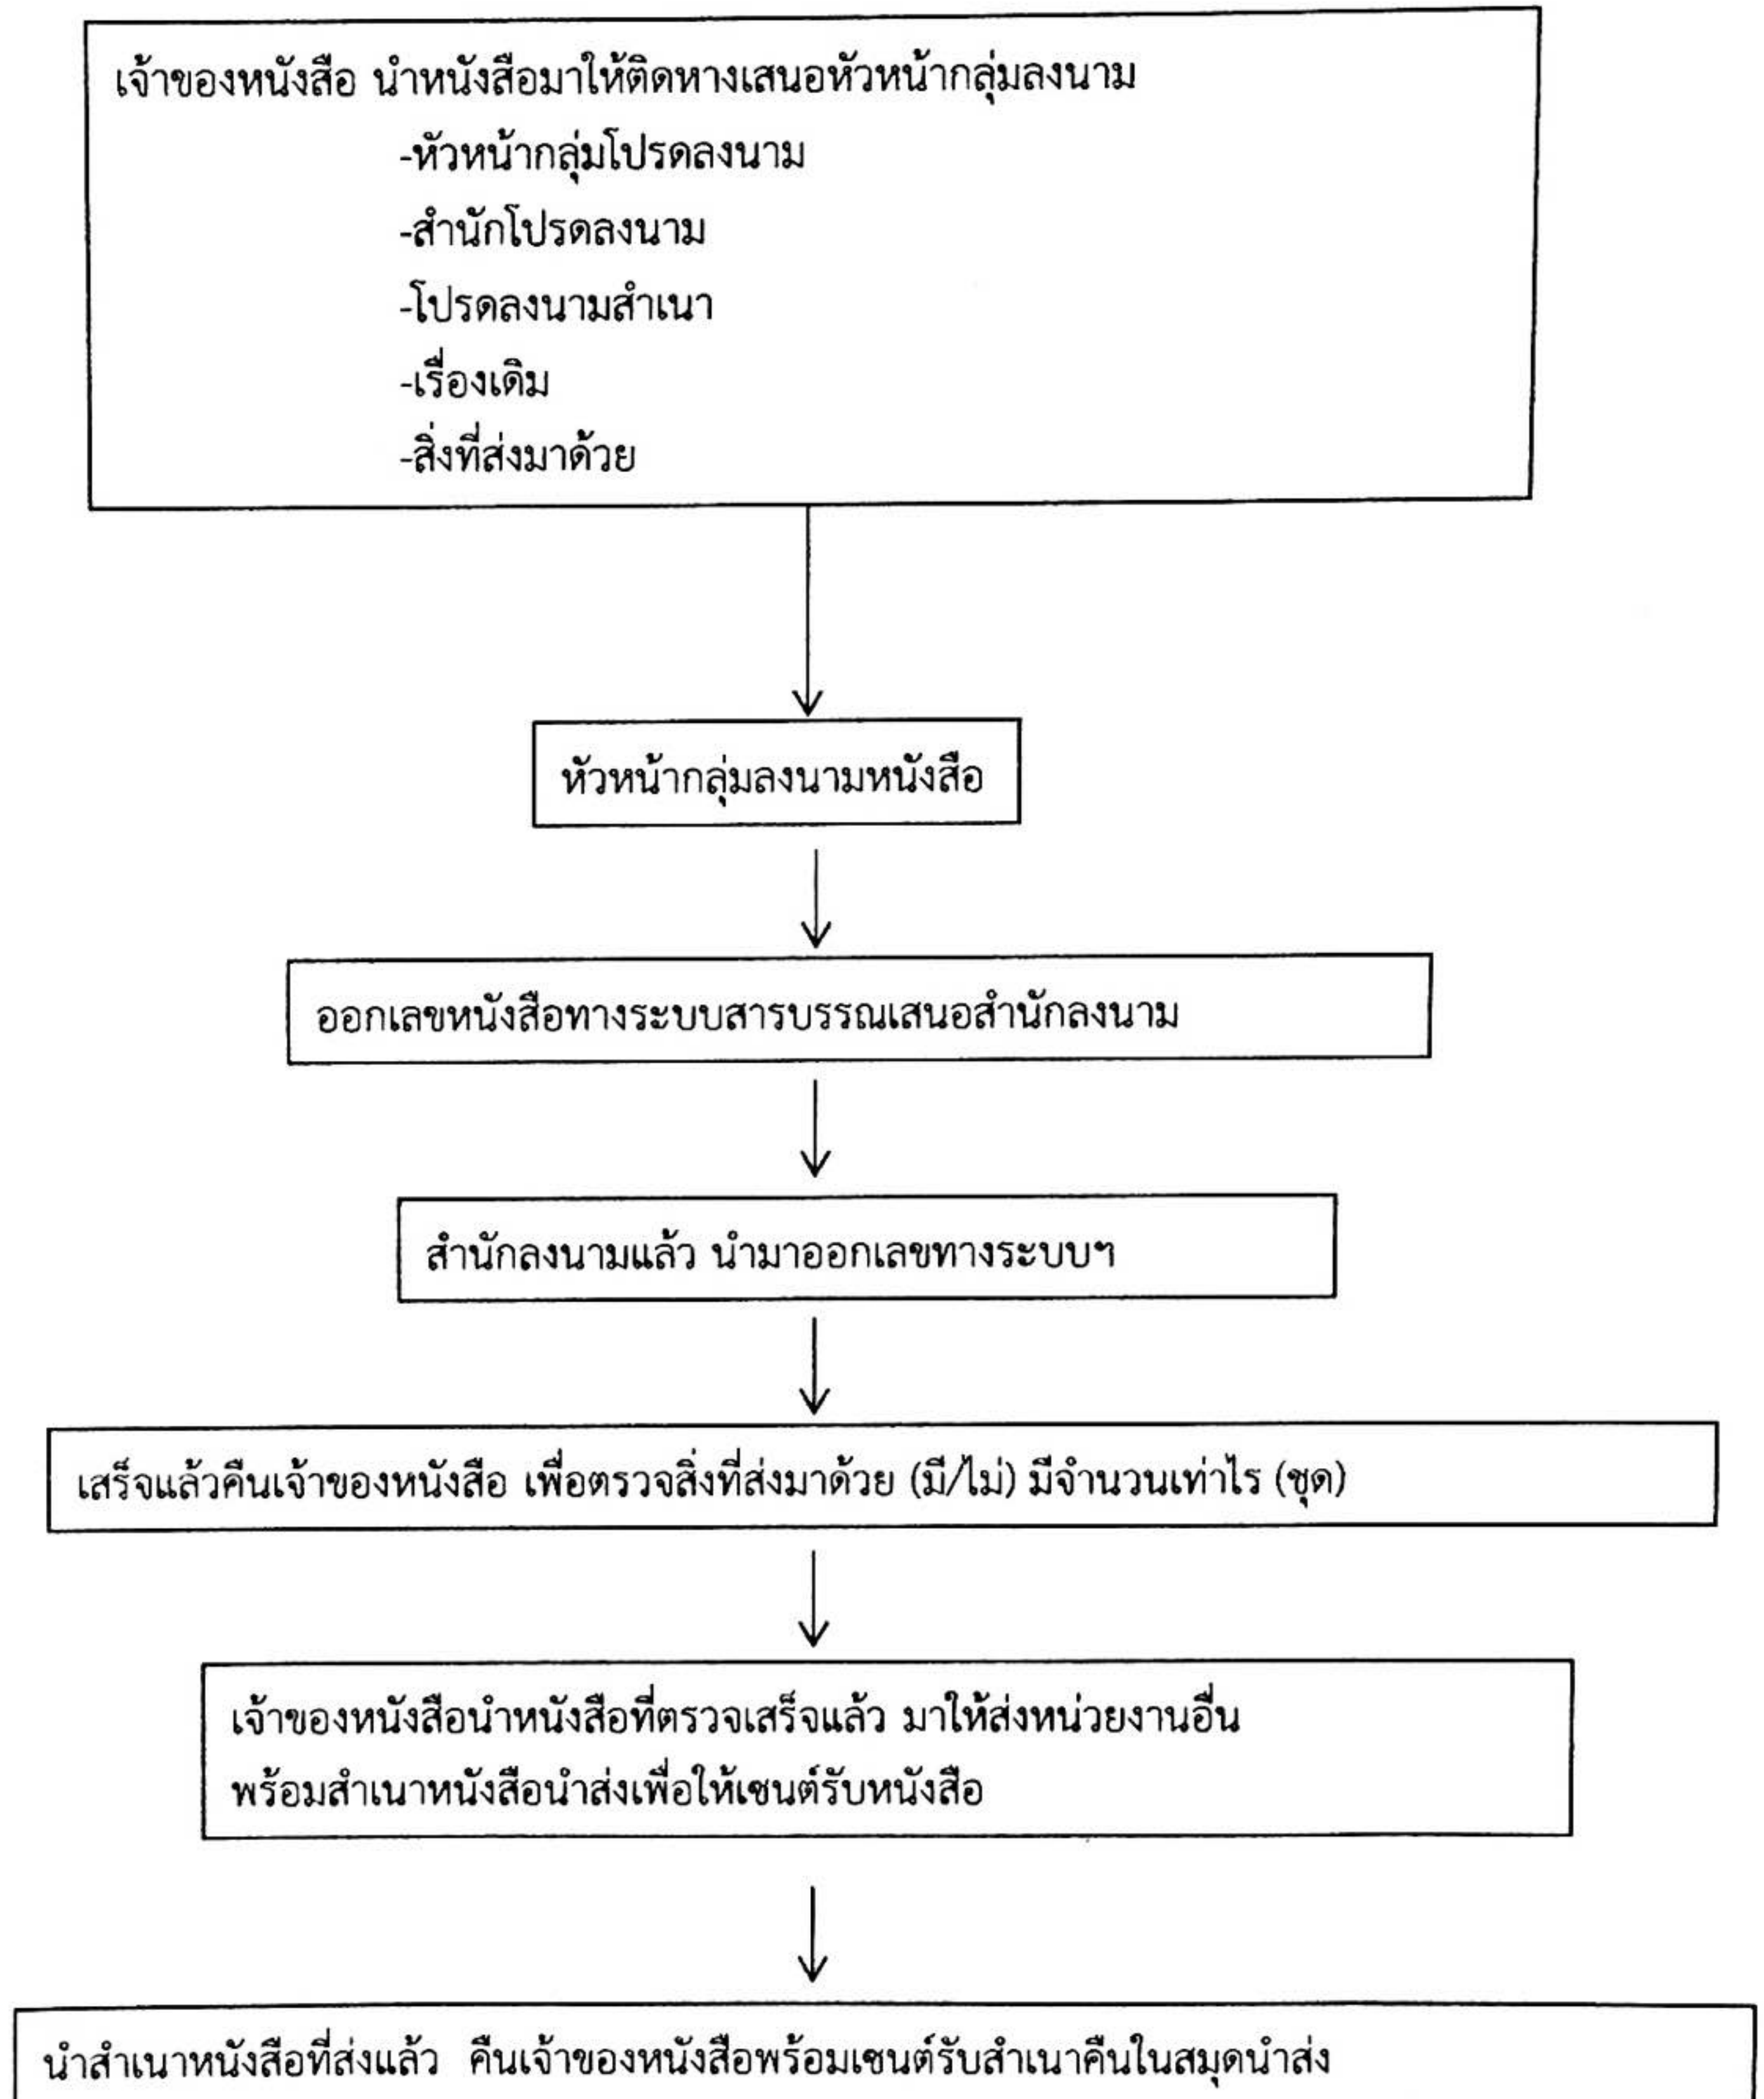 เจ้าของหนังสือ นำหนังสือมาให้ติดหางเสนอหัวหน้ากลุ่มลงนาม
-หัวหน้ากลุ่มโปรดลงนาม
-สำนักโปรดลงนาม
-โปรดลงนามสำเนา
-เรื่องเดิม
-สิ่งที่ส่งมาด้วย
หัวหน้ากลุ่มลงนามหนังสือ
ออกเลขหนังสือทางระบบสารบรรณเสนอสำนักลงนาม
สำนักลงนามแล้ว นำมาออกเลขทางระบบฯ
เสร็จแล้วคืนเจ้าของหนังสือ เพื่อตรวจสิ่งที่ส่งมาด้วย (มี/ไม่) มีจำนวนเท่าไร (ชุด)
เจ้าของหนังสือนำหนังสือที่ตรวจเสร็จแล้ว มาให้ส่งหน่วยงานอื่น
พร้อมสำเนาหนังสือนำส่งเพื่อให้เซนต์รับหนังสือ
นำสำเนาหนังสือที่ส่งแล้ว คืนเจ้าของหนังสือพร้อมเซนต์รับสำเนาคืนในสมุดนำส่ง